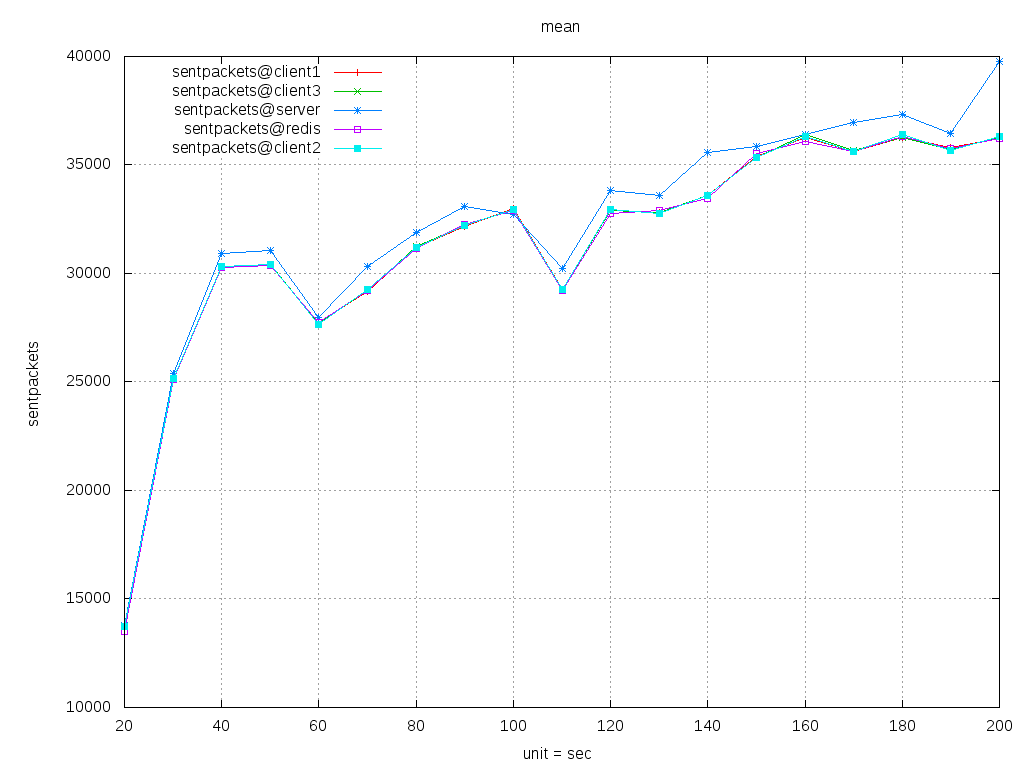 mean
40000
35000
30000
25000
20000
15000
10000
sentpackets
sentpackets@client1
sentpackets@client3
sentpackets@server
sentpackets@redis
sentpackets@client2
20 40 60 80 100 120 140 160 180 200
unit = sec